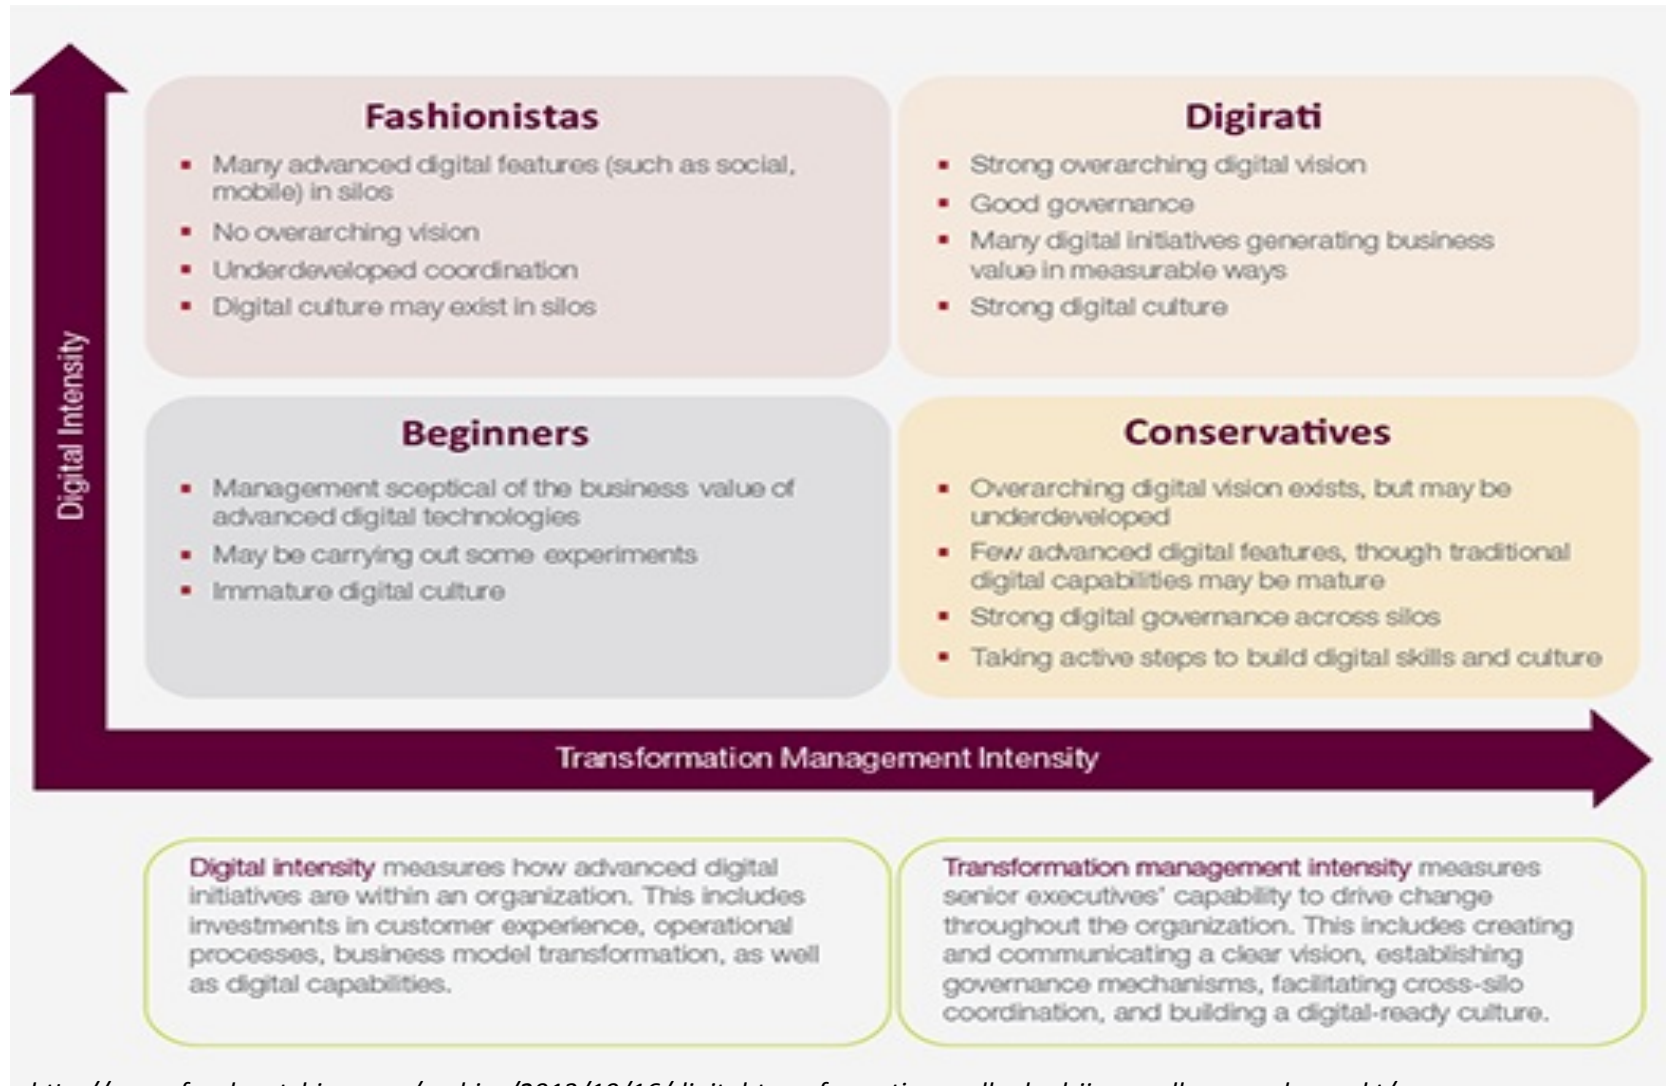 Fashionistas
Many advanced digital features (such as social,
mobile) in silos
No overarching vision
Underdeveloped coordination
Digital culture may exist in silos
Digirati
Strong overarching digital vision
Good governance
Many digital initiatives generating business
value in measurable ways
Strong digital culture
Digital Intensity
Beginners
Management sceptical of the business value of
advanced digital technologies
May be carrying out some experiments
Immature digital culture
Conservatives
Overarching digital vision exists, but may be
underdeveloped
Few advanced digital features, though traditional
digital capabilities may be mature
Strong digital governance across silos
Taking active steps to build digital skills and culture
Transformation Management Intensity
Digital intensity measures how advanced digital
initiatives are within an organization. This includes
investments in customer experience, operational
processes, business model transformation, as well
as digital capabilities.
Transformation management intensity measures
senior executives' capability to drive change
throughout the organization. This includes creating
and communicating a clear vision, establishing
governance mechanisms, facilitating cross-silo
coordination, and building a digital-ready culture.